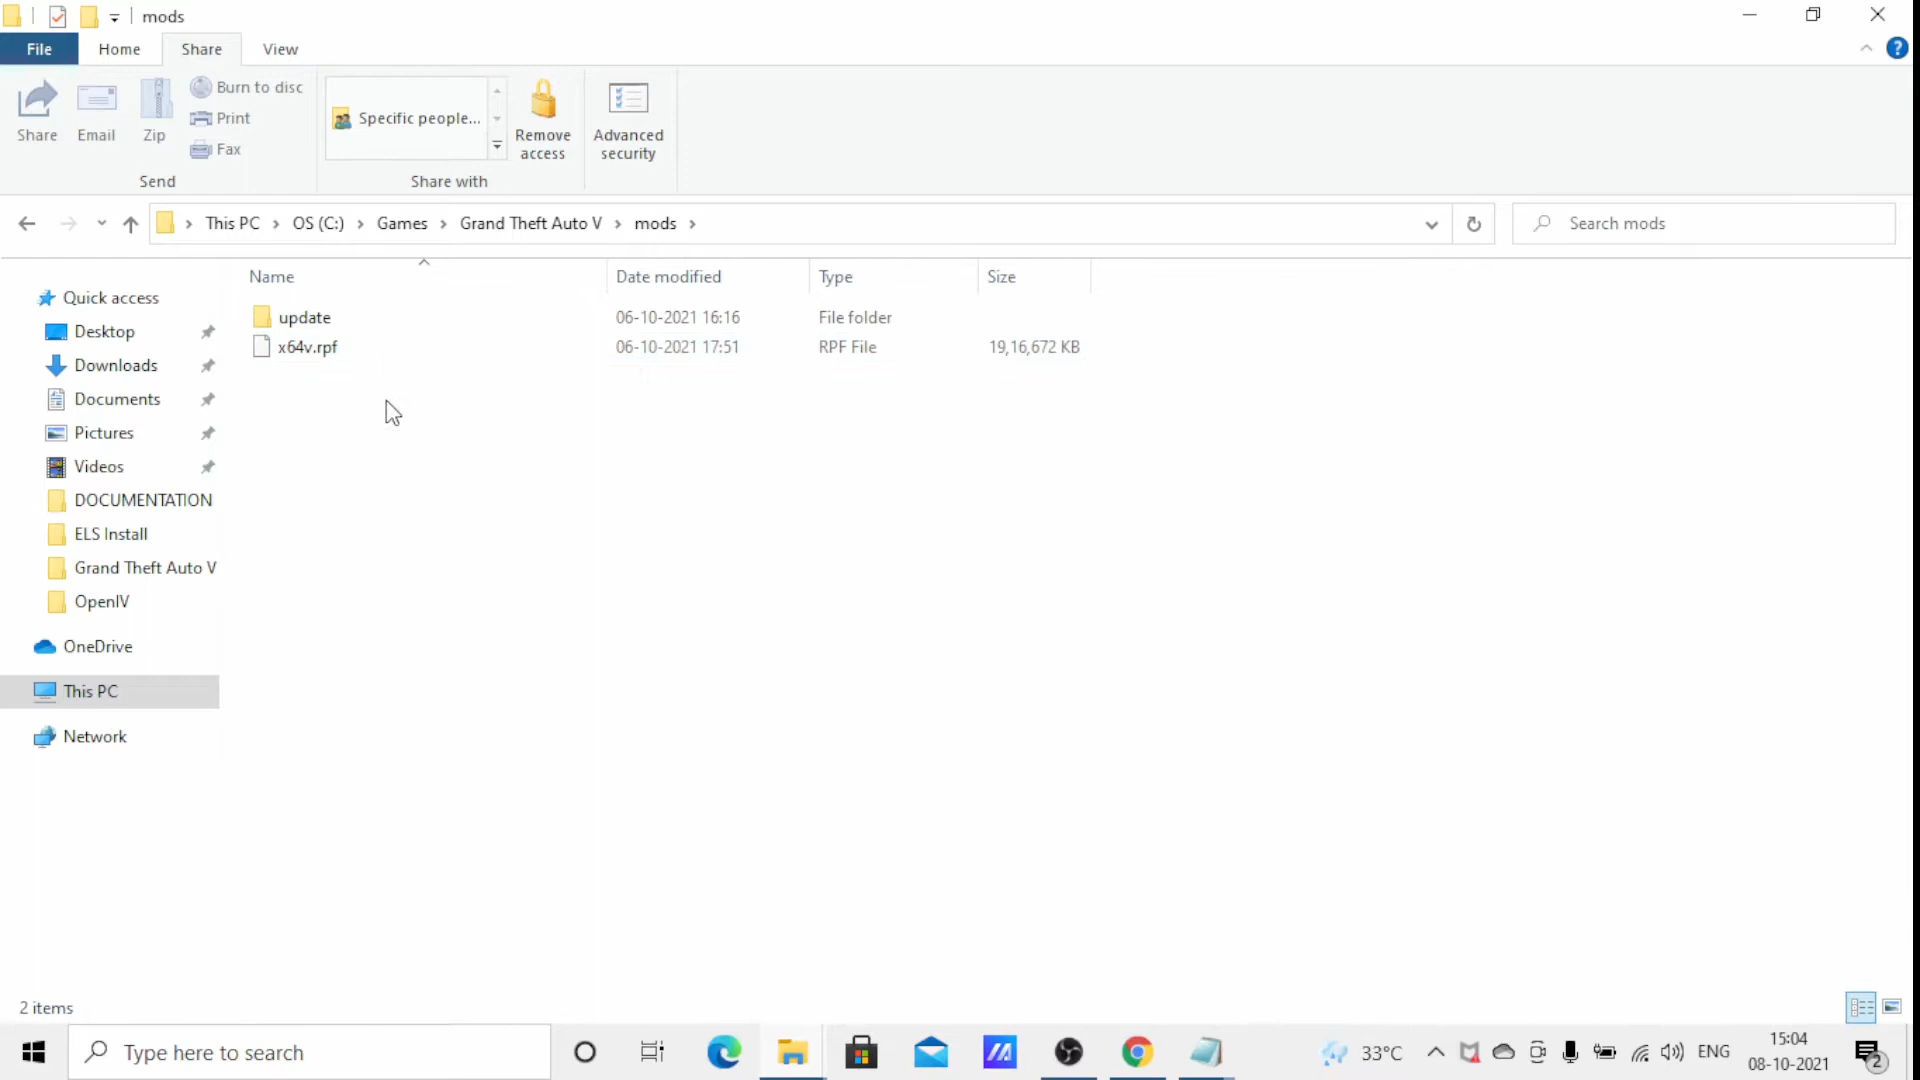 mods
File Home Share View
Share Email Zip Burn to disc Print Fax
Send
Specific people...
Remove access
Share with
Advanced security
This PC OS (C:) Games Grand Theft Auto V mods
Search mods
Name Date modified Type Size
update 06-10-2021 16:16 File folder
x64v.rpf 06-10-2021 17:51 RPF File 19,16,672 KB
Quick access
Desktop
Downloads
Documents
Pictures
Videos
DOCUMENTATION
ELS Install
Grand Theft Auto V
OpenIV
OneDrive
This PC
Network
2 items
Type here to search
33°C
ENG
15:04
08-10-2021
2